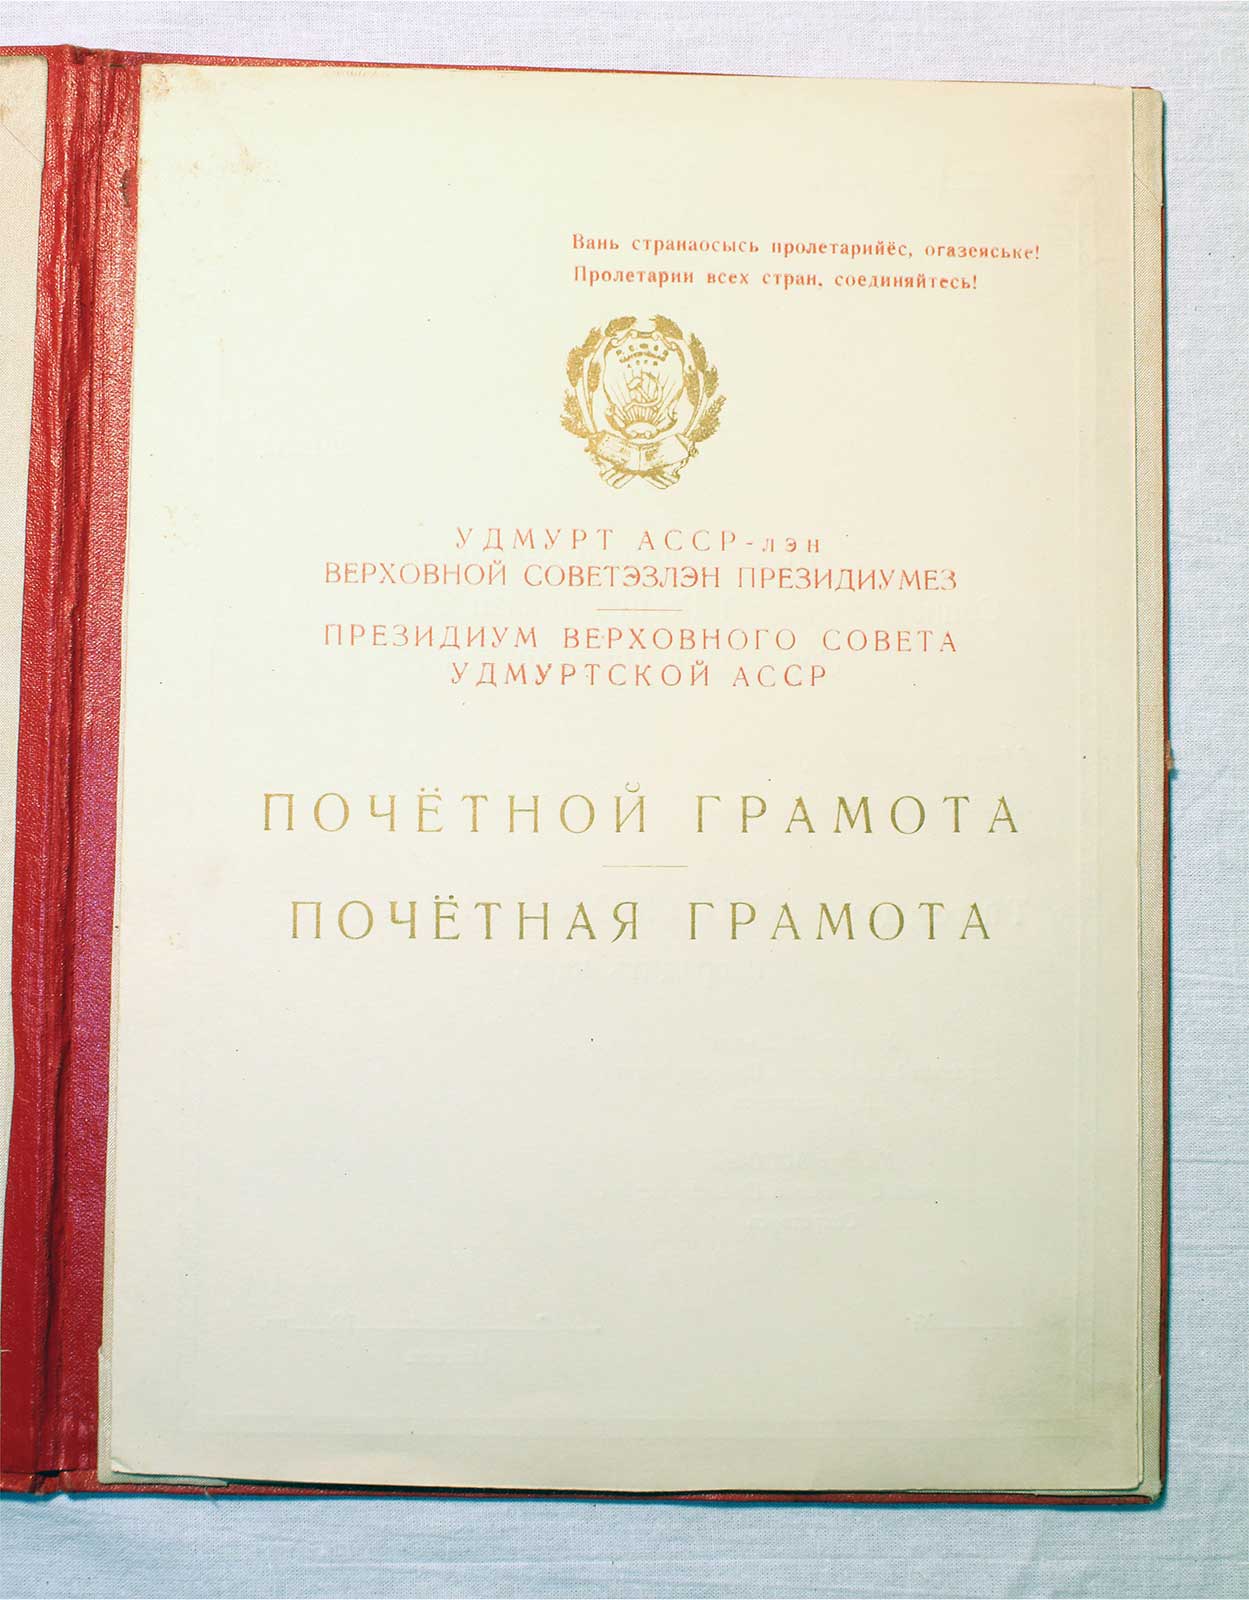 Вань странаосысь пролетарийёс, огазеяське!
Пролетарии всех стран, соединяйтесь!
УДМУРТ АССР-лэн
ВЕРХОВНОЙ СОВЕТЭЗЛЭН ПРЕЗИДИУМЕЗ
ПРЕЗИДИУМ ВЕРХОВНОГО СОВЕТА
УДМУРТСКОЙ АССР
ПОЧЁТНОЙ ГРАМОТА
ПОЧЁТНАЯ ГРАМОТА